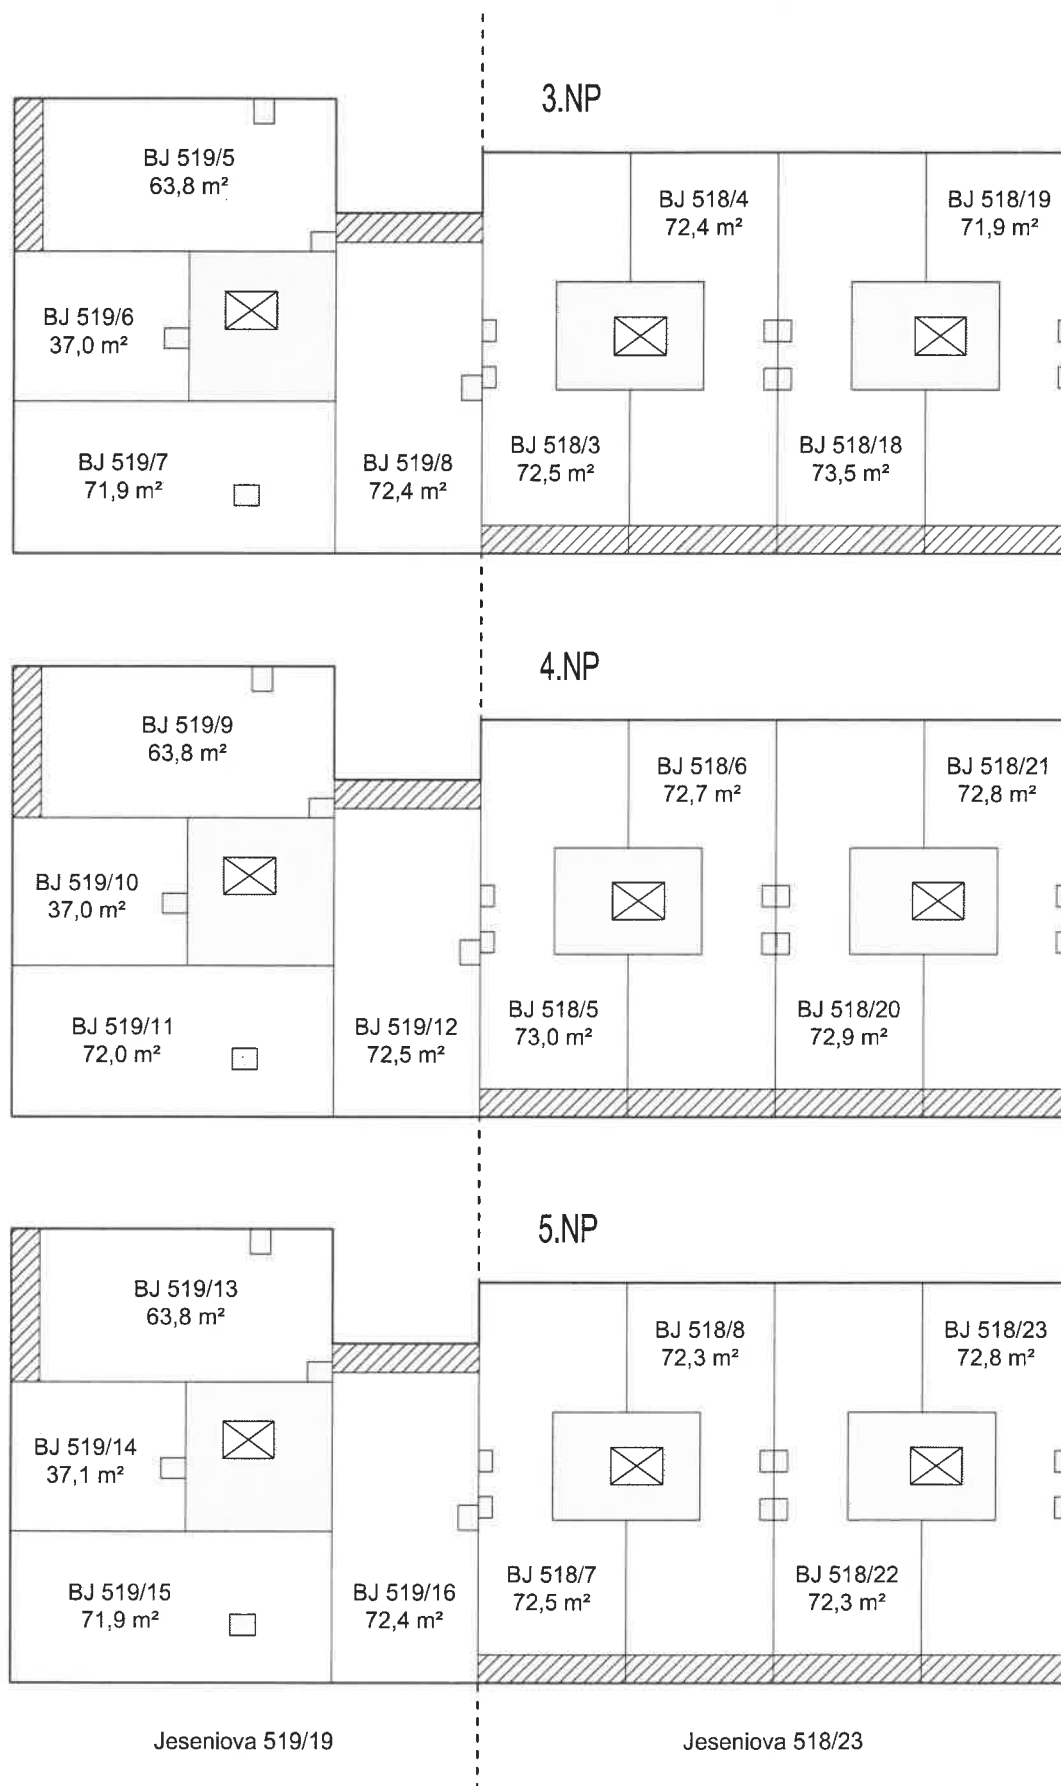 3.NP
BJ 519/5
63,8 m²
BJ 518/4
72,4 m²
BJ 518/19
71,9 m²
BJ 519/6
37,0 m²
BJ 519/7
71,9 m²
BJ 519/8
72,4 m²
BJ 518/3
72,5 m²
BJ 518/18
73,5 m²
4.NP
BJ 519/9
63,8 m²
BJ 518/6
72,7 m²
BJ 518/21
72,8 m²
BJ 519/10
37,0 m²
BJ 519/11
72,0 m²
BJ 519/12
72,5 m²
BJ 518/5
73,0 m²
BJ 518/20
72,9 m²
5.NP
BJ 519/13
63,8 m²
BJ 518/8
72,3 m²
BJ 518/23
72,8 m²
BJ 519/14
37,1 m²
BJ 519/15
71,9 m²
BJ 519/16
72,4 m²
BJ 518/7
72,5 m²
BJ 518/22
72,3 m²
Jeseniova 519/19
Jeseniova 518/23